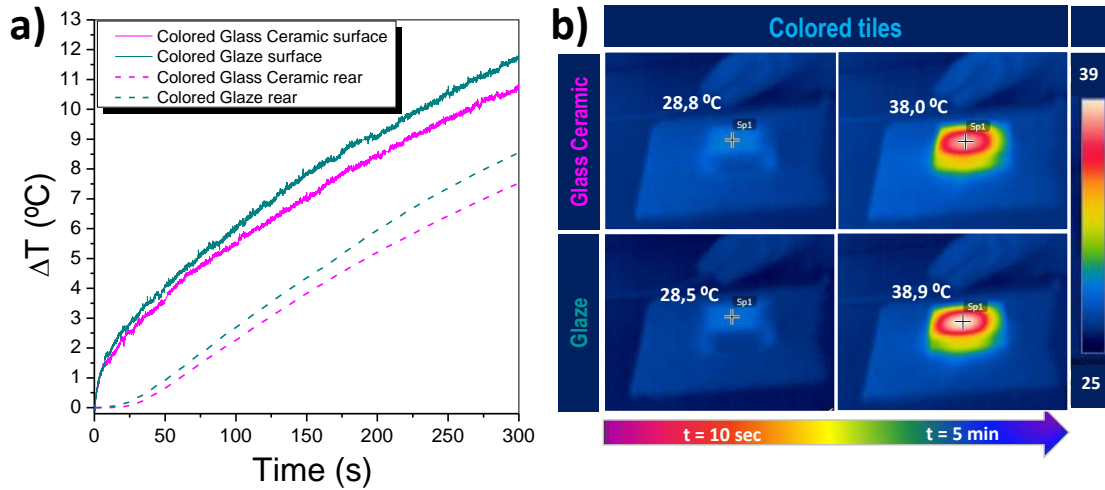 a)
13
12
11
10
9
8
7
6
5
4
3
2
1
0
ΔT (ºC)
Colored Glass Ceramic surface
Colored Glaze surface
Colored Glass Ceramic rear
Colored Glaze rear
0 50 100 150 200 250 300
Time (s)
b)
Colored tiles
Glass Ceramic
28,8 ºC
Sp1
38,0 ºC
Sp1
39
Glaze
28,5 ºC
Sp1
38,9 ºC
Sp1
25
t = 10 sec
t = 5 min